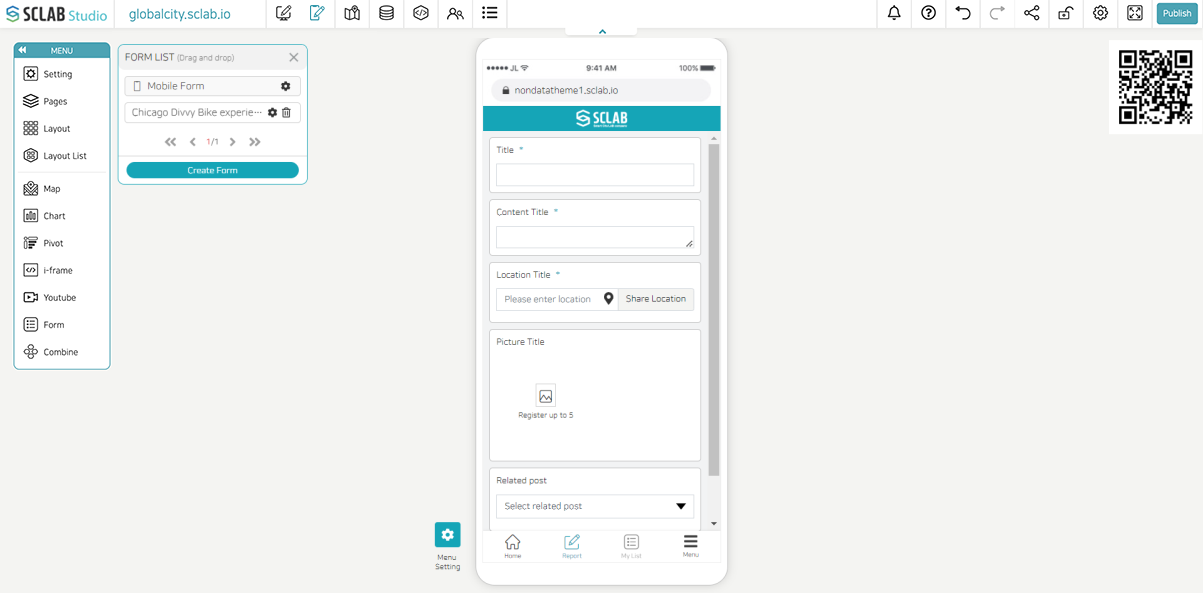 SCLAB Studio
globalcity.sclab.io
Publish
MENU
Setting
Pages
Layout
Layout List
Map
Chart
Pivot
i-frame
Youtube
Form
Combine
FORM LIST (Drag and drop)
Mobile Form
Chicago Divvy Bike experie···
1/1
Create Form
JL
9:41 AM
100%
nondatatheme1.sclab.io
SCLAB
Title *
Content Title *
Location Title *
Please enter location
Share Location
Picture Title
Register up to 5
Related post
Select related post
Home
Report
My List
Menu
Menu
Setting